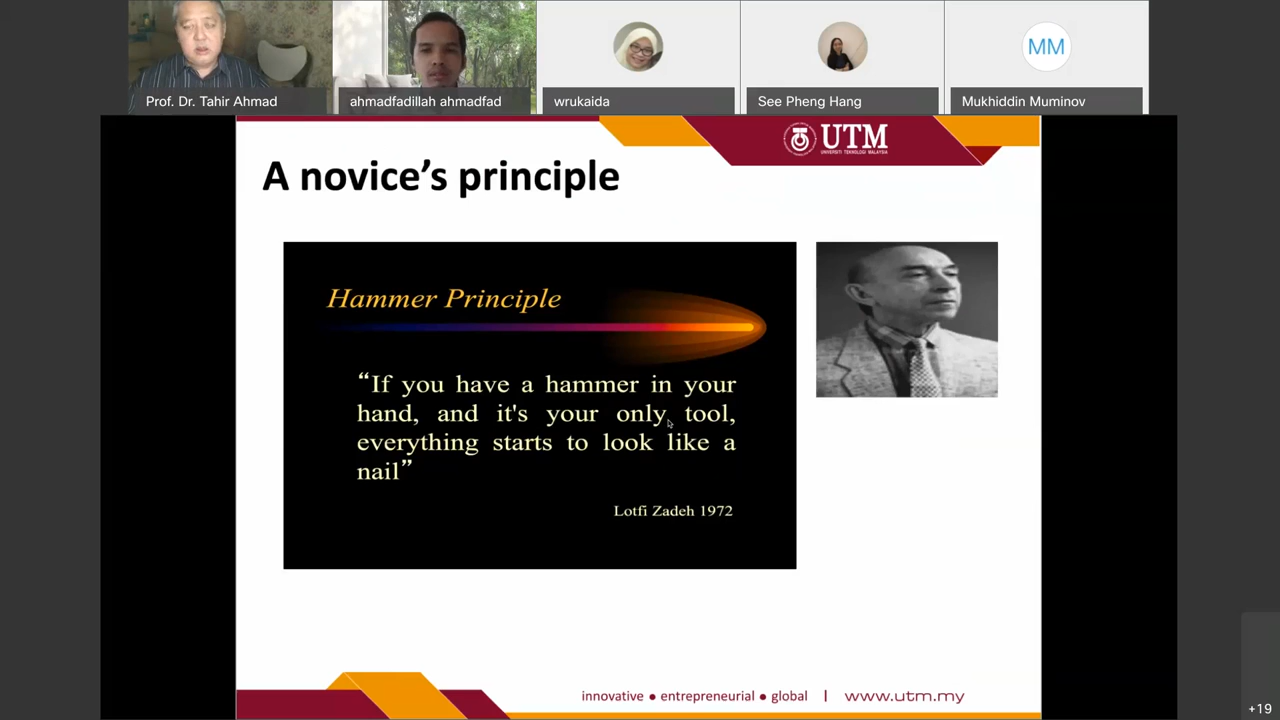 Prof. Dr. Tahir Ahmad
ahmadfadillah ahmadfad
wrukaida
See Pheng Hang
MM
Mukhiddin Muminov
UTM
UNIVERSITI TEKNOLOGI MALAYSIA
A novice’s principle
Hammer Principle
“If you have a hammer in your
hand, and it's your only tool,
everything starts to look like a
nail”
Lotfi Zadeh 1972
innovative ● entrepreneurial ● global | www.utm.my
+19